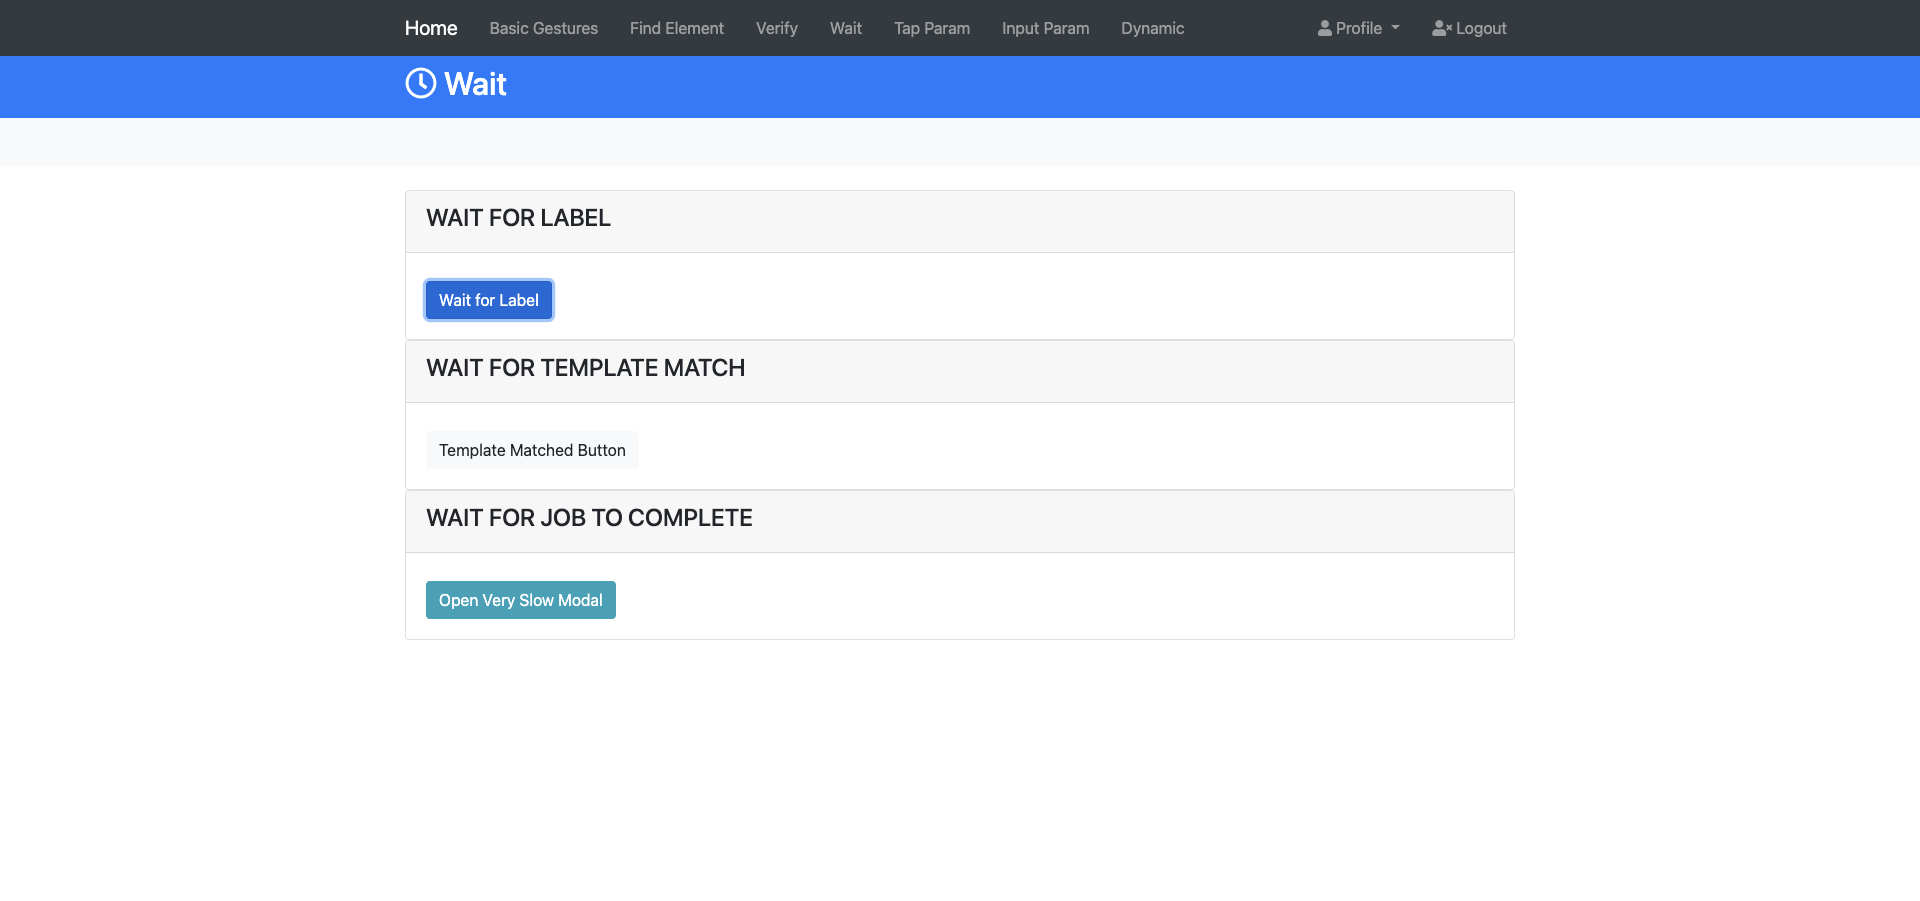 Home Basic Gestures Find Element Verify Wait Tap Param Input Param Dynamic Profile Logout
Wait
WAIT FOR LABEL
Wait for Label
WAIT FOR TEMPLATE MATCH
Template Matched Button
WAIT FOR JOB TO COMPLETE
Open Very Slow Modal